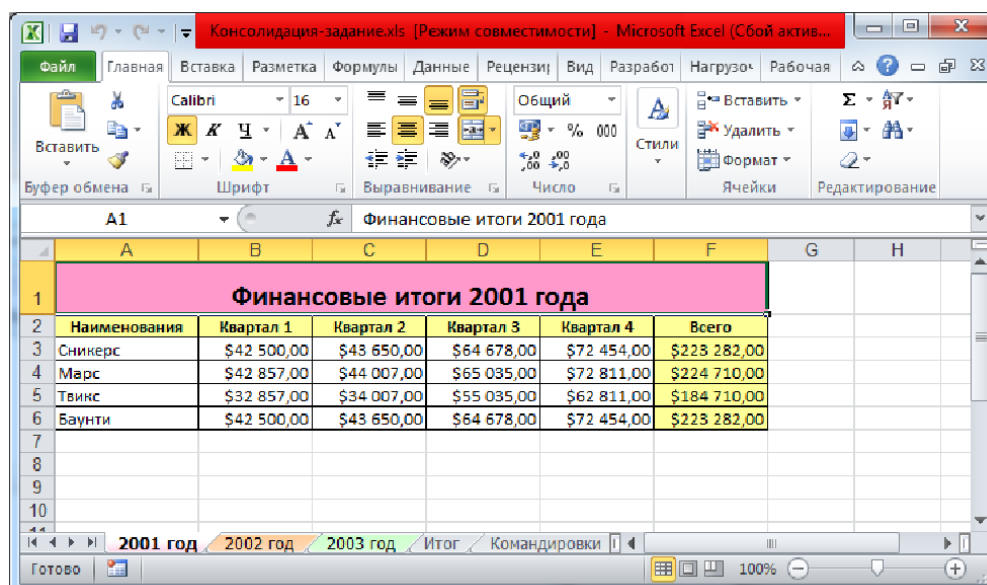 Консолидация-задание.xls [Режим совместимости] - Microsoft Excel (Сбой актив...
Файл Главная Вставка Разметка Формулы Данные Рецензи Вид Разработ Нагрузо Рабочая
Calibri 16 Общий Вставить Σ
Вставить Ж К Ч А А % 000 Стили Удалить
А Формат
Буфер обмена Шрифт Выравнивание Число Ячейки Редактирование
A1 fx Финансовые итоги 2001 года
A B C D E F G H
1 Финансовые итоги 2001 года
2 Наименования Квартал 1 Квартал 2 Квартал 3 Квартал 4 Всего
3 Сникерс $42 500,00 $43 650,00 $64 678,00 $72 454,00 $223 282,00
4 Марс $42 857,00 $44 007,00 $65 035,00 $72 811,00 $224 710,00
5 Твикс $32 857,00 $34 007,00 $55 035,00 $62 811,00 $184 710,00
6 Баунти $42 500,00 $43 650,00 $64 678,00 $72 454,00 $223 282,00
7
8
9
10
11
2001 год 2002 год 2003 год Итог Командировки
Готово 100%